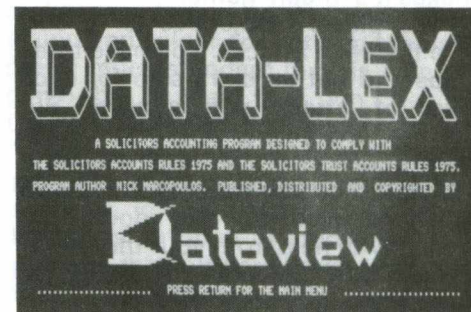 DATA-LEX
A SOLICITORS ACCOUNTING PROGRAM DESIGNED TO COMPLY WITH
THE SOLICITORS ACCOUNTS RULES 1975 AND THE SOLICITORS TRUST ACCOUNTS RULES 1975.
PROGRAM AUTHOR NICK MARCOPOULOS. PUBLISHED, DISTRIBUTED AND COPYRIGHTED BY
Dataview
..................... PRESS RETURN FOR THE MAIN MENU .....................